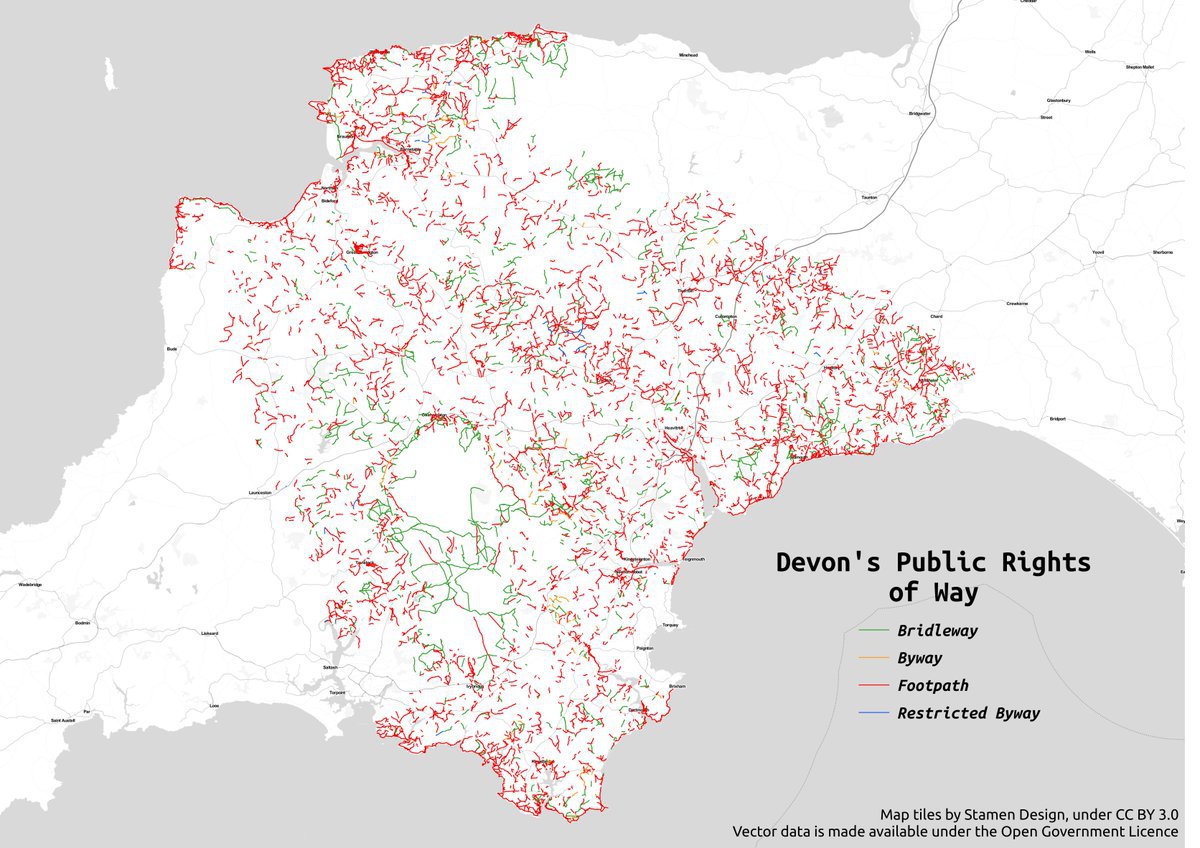 Minehead
Wells
Shepton Mallet
Glastonbury
Street
Bridgwater
Taunton
Yeovil
Sherborne
Crewkerne
Chard
Bridport
Bideford
Bude
Cullompton
Heavitree
Launceston
Teignmouth
Wadebridge
Bodmin
Liskeard
Torquay
Paignton
Saltash
Brixham
Torpoint
Looe
Par
Saint Austell
Devon's Public Rights
of Way
Bridleway
Byway
Footpath
Restricted Byway
Map tiles by Stamen Design, under CC BY 3.0
Vector data is made available under the Open Government Licence